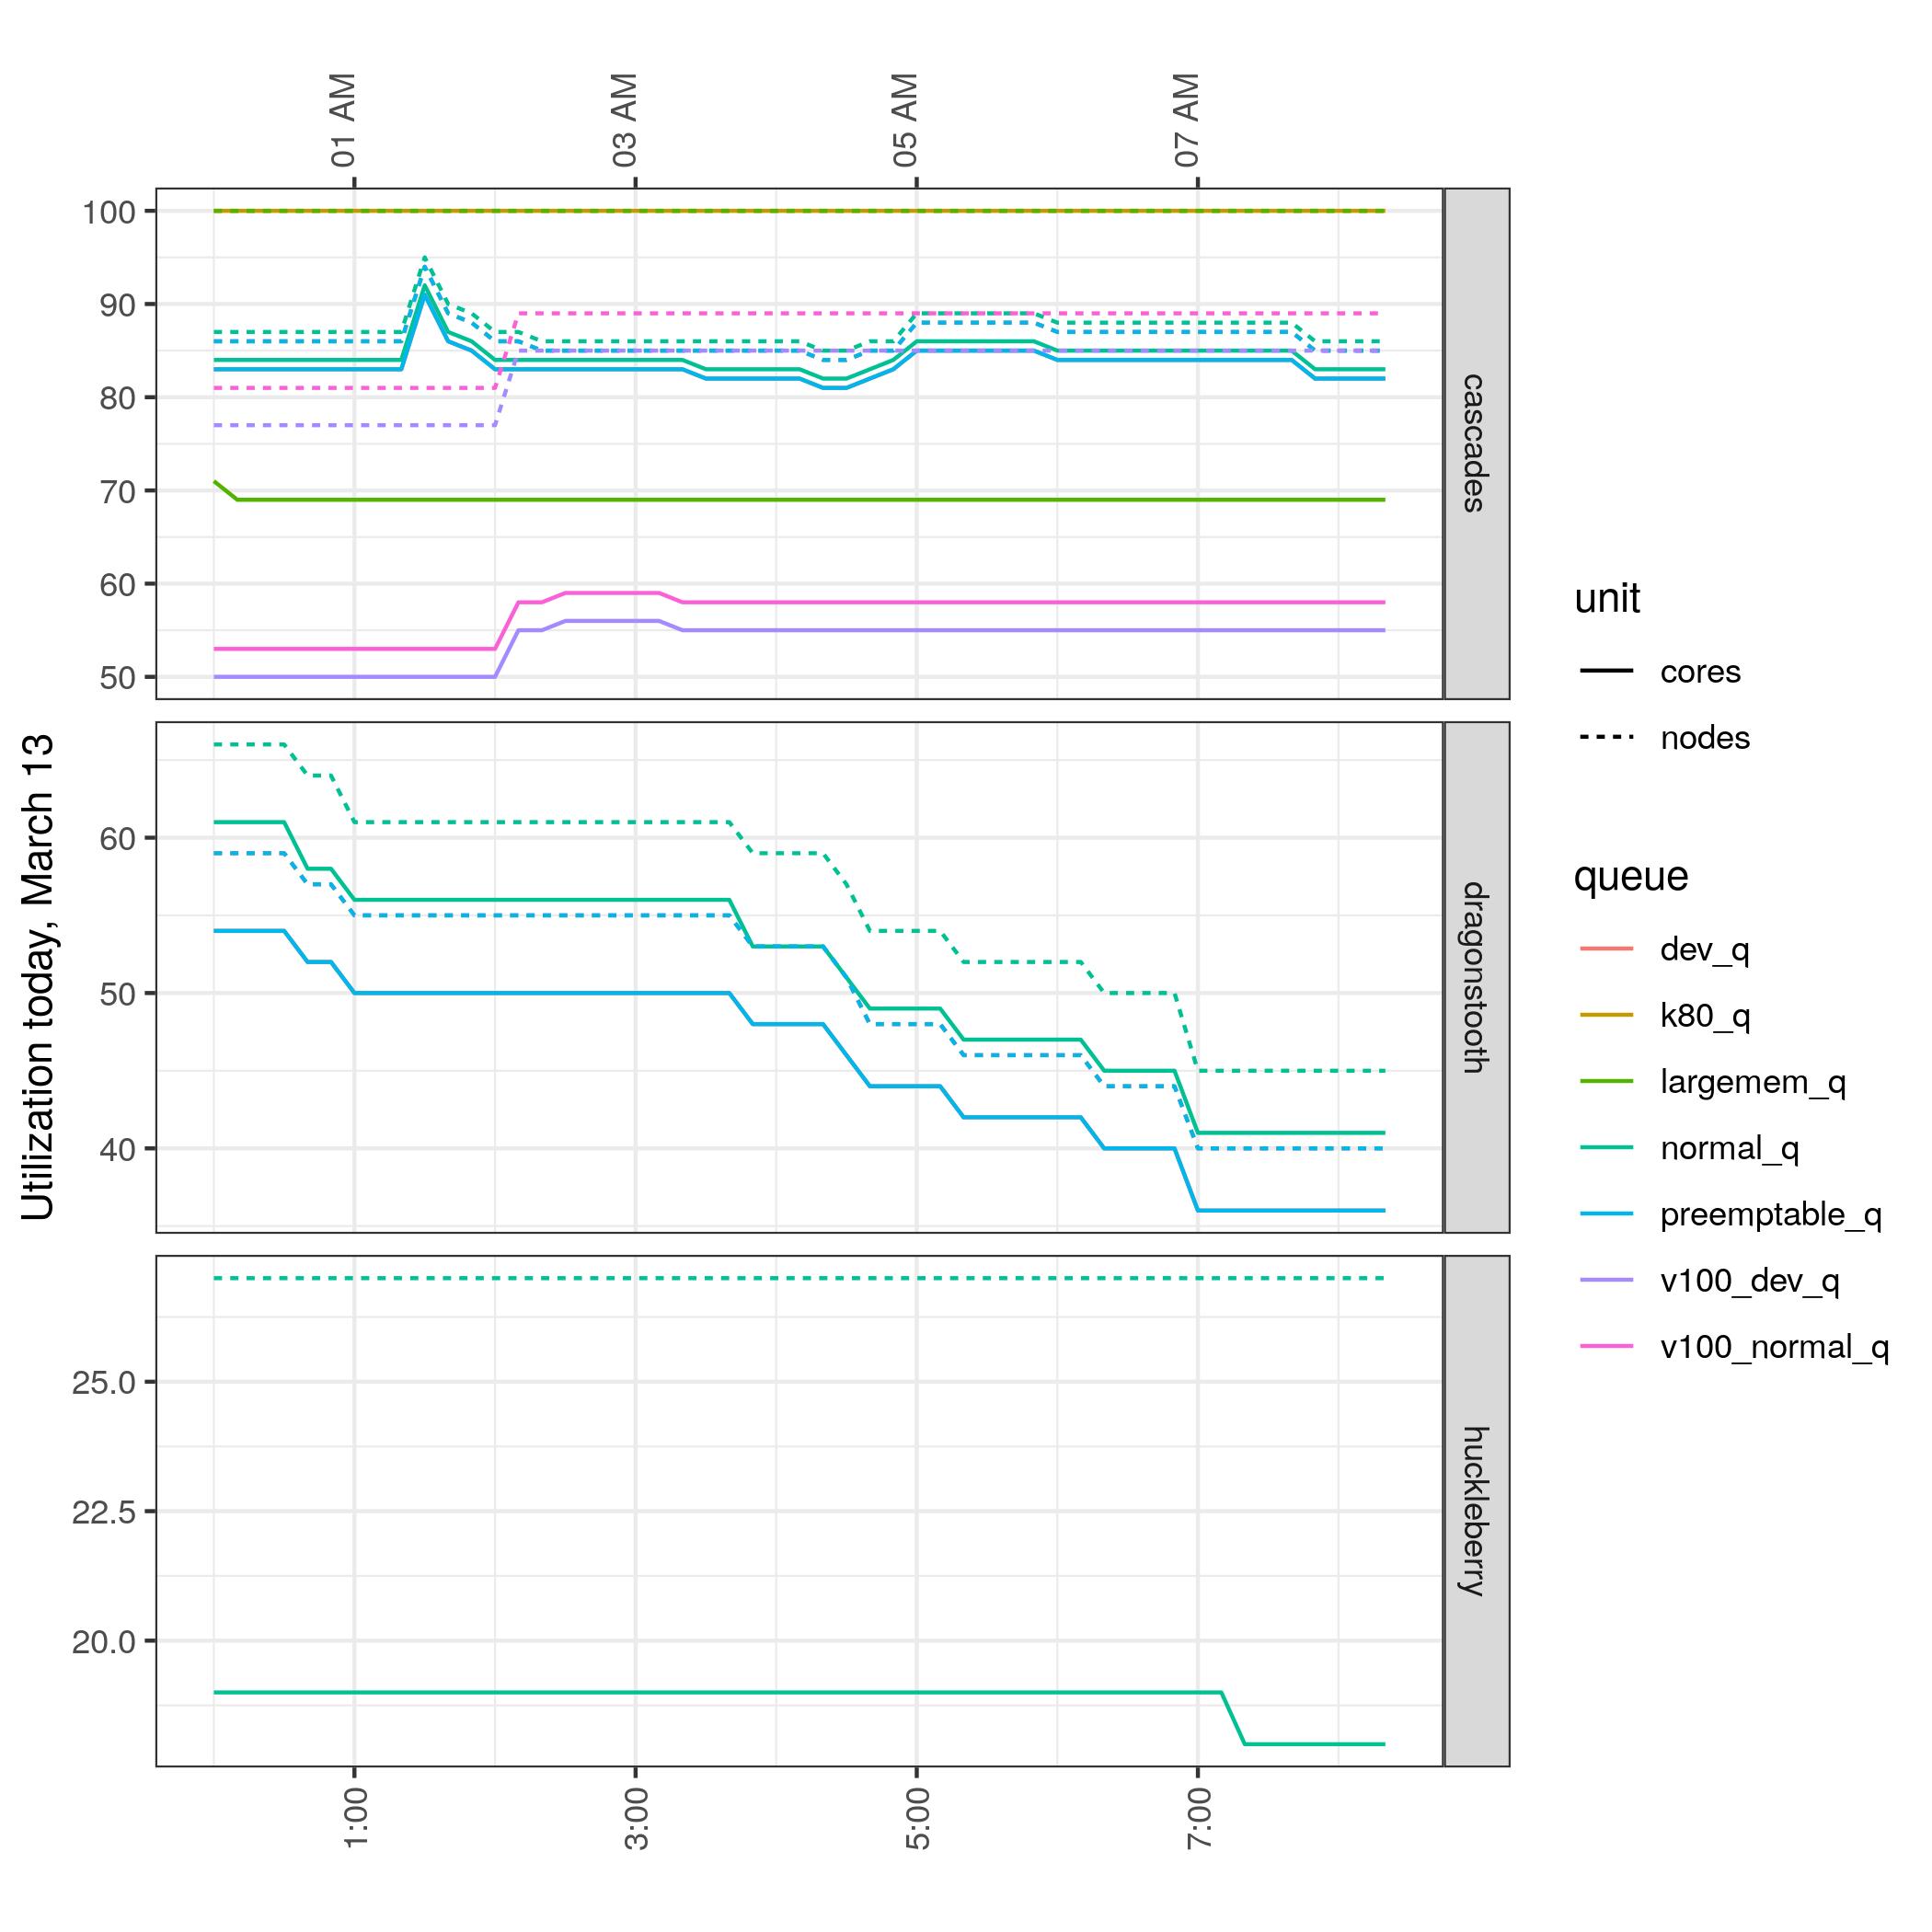 01 AM
03 AM
05 AM
07 AM
Utilization today, March 13
100
90
80
70
60
50
cascades
60
50
40
dragonstooth
25.0
22.5
20.0
huckleberry
1:00
3:00
5:00
7:00
unit
cores
nodes
queue
dev_q
k80_q
largemem_q
normal_q
preemptable_q
v100_dev_q
v100_normal_q